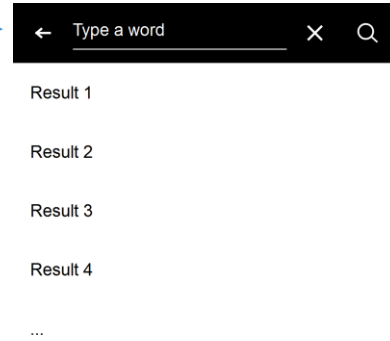 Type a word
Result 1
Result 2
Result 3
Result 4
...